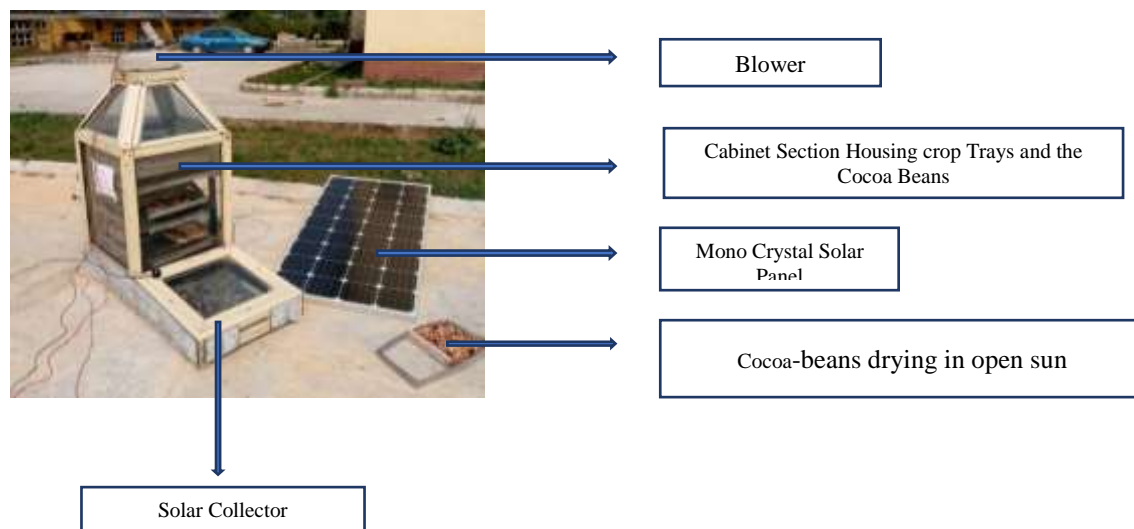 Blower
Cabinet Section Housing crop Trays and the
Cocoa Beans
Mono Crystal Solar
Panel
Cocoa-beans drying in open sun
Solar Collector